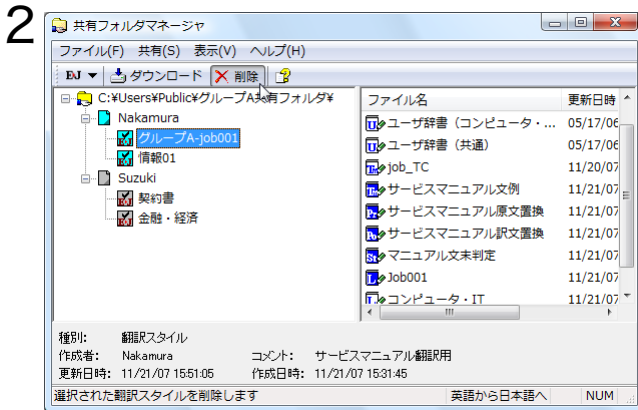 2
共有フォルダマネージャ
ファイル(F) 共有(S) 表示(V) ヘルプ(H)
EJ ▼ ダウンロード 削除
C:¥Users¥Public¥グループA共有フォルダ¥
Nakamura
グループA-job001
情報01
Suzuki
契約書
金融・経済
ファイル名 更新日時
ユーザ辞書（コンピュータ・... 05/17/06
ユーザ辞書（共通） 05/17/06
job_TC 11/20/07
サービスマニュアル文例 11/21/07
サービスマニュアル原文置換 11/21/07
サービスマニュアル訳文置換 11/21/07
マニュアル文末判定 11/21/07
Job001 11/21/07
コンピュータ・IT 11/21/07
種別: 翻訳スタイル
作成者: Nakamura コメント: サービスマニュアル翻訳用
更新日時: 11/21/07 15:51:05 作成日時: 11/21/07 15:31:45
選択された翻訳スタイルを削除します 英語から日本語へ NUM